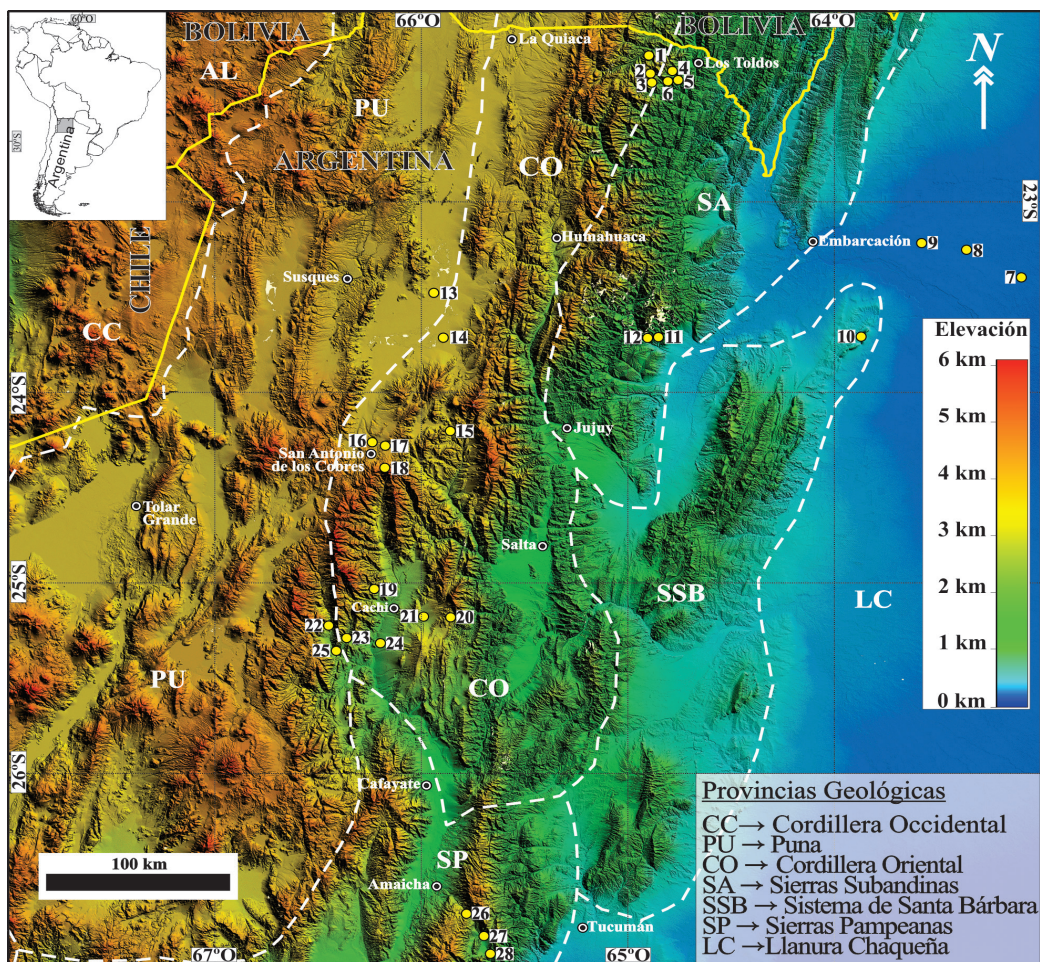 60ºO
30ºS
Argentina
BOLIVIA
66ºO
BOLIVIA
64ºO
La Quiaca
Los Toldos
N
AL
PU
ARGENTINA
CO
SA
1
2
3
4
5
6
23ºS
Humahuaca
Embarcación
9
8
7
CHILE
Susques
13
CC
14
12
11
10
24ºS
Jujuy
15
16
17
San Antonio
de los Cobres
18
Tolar
Grande
Salta
25ºS
19
Cachi
21
20
22
23
24
25
SSB
LC
PU
CO
26ºS
Cafayate
SP
Amaicha
26
27
28
Tucumán
67ºO
65ºO
100 km
Elevación
6 km
5 km
4 km
3 km
2 km
1 km
0 km
Provincias Geológicas
CC→ Cordillera Occidental
PU → Puna
CO → Cordillera Oriental
SA → Sierras Subandinas
SSB → Sistema de Santa Bárbara
SP → Sierras Pampeanas
LC →Llanura Chaqueña